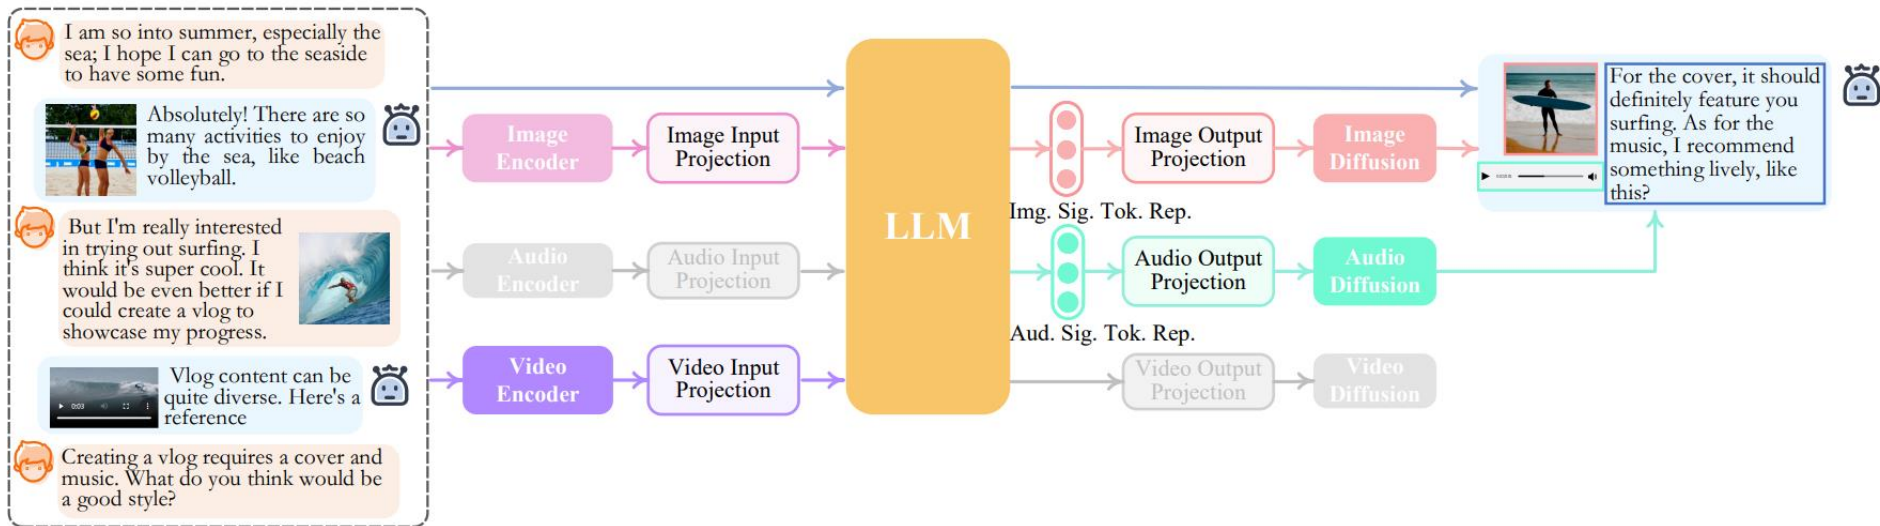 I am so into summer, especially the
sea; I hope I can go to the seaside
to have some fun.
Absolutely! There are so
many activities to enjoy
by the sea, like beach
volleyball.
But I'm really interested
in trying out surfing. I
think it's super cool. It
would be even better if I
could create a vlog to
showcase my progress.
0:03
Vlog content can be
quite diverse. Here's a
reference
Creating a vlog requires a cover and
music. What do you think would be
a good style?
Image
Encoder
Image Input
Projection
Audio
Encoder
Audio Input
Projection
Video
Encoder
Video Input
Projection
LLM
Img. Sig. Tok. Rep.
Image Output
Projection
Image
Diffusion
Aud. Sig. Tok. Rep.
Audio Output
Projection
Audio
Diffusion
Video Output
Projection
Video
Diffusion
For the cover, it should
definitely feature you
surfing. As for the
music, I recommend
something lively, like
this?